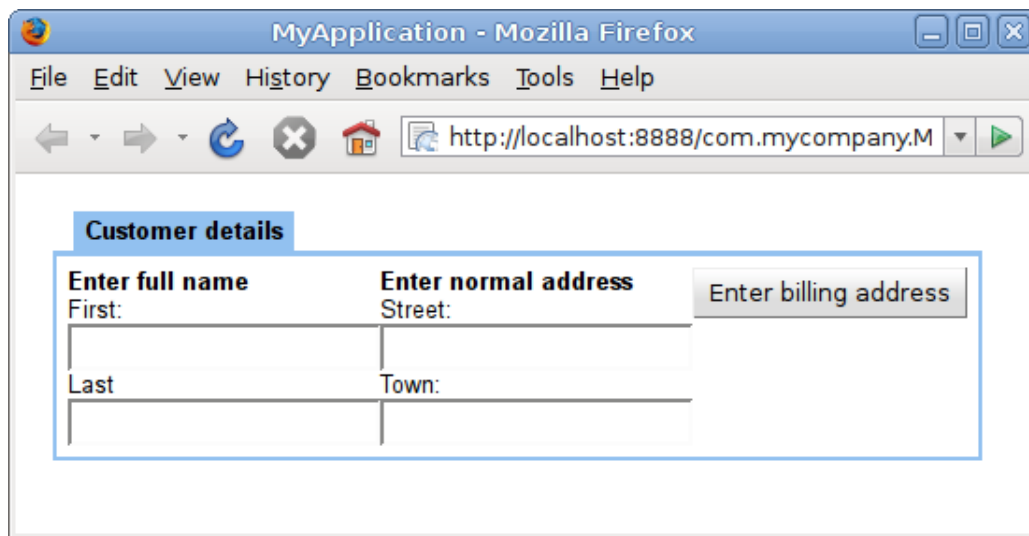 MyApplication - Mozilla Firefox
File Edit View History Bookmarks Tools Help
http://localhost:8888/com.mycompany.M
Customer details
Enter full name Enter normal address Enter billing address
First: Street:
Last Town: